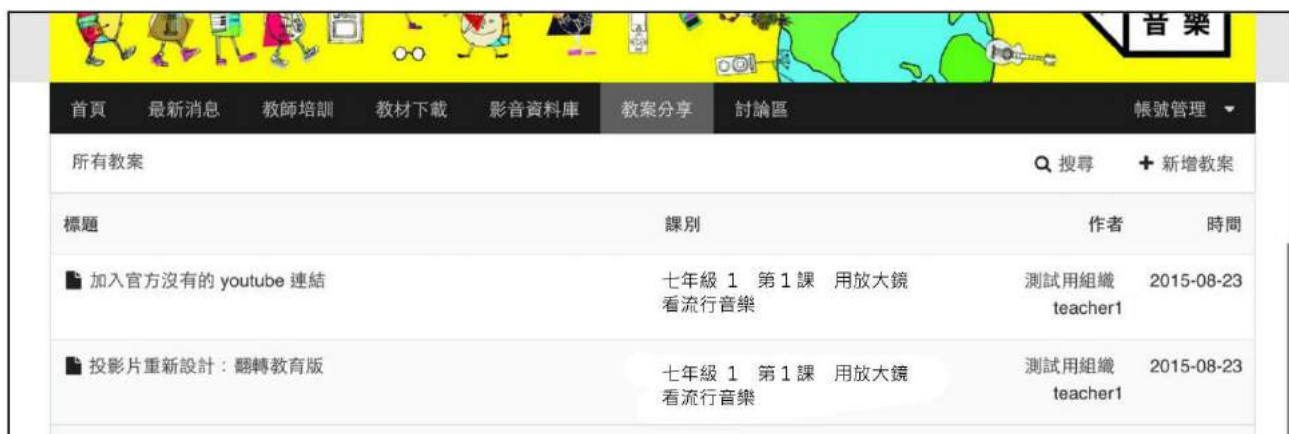 音樂
首頁 最新消息 教師培訓 教材下載 影音資料庫 教案分享 討論區 帳號管理
所有教案 搜尋 新增教案
標題 課別 作者 時間
加入官方沒有的 youtube 連結 七年級 1 第1課 用放大鏡 測試用組織 2015-08-23
看流行音樂 teacher1
投影片重新設計：翻轉教育版 七年級 1 第1課 用放大鏡 測試用組織 2015-08-23
看流行音樂 teacher1